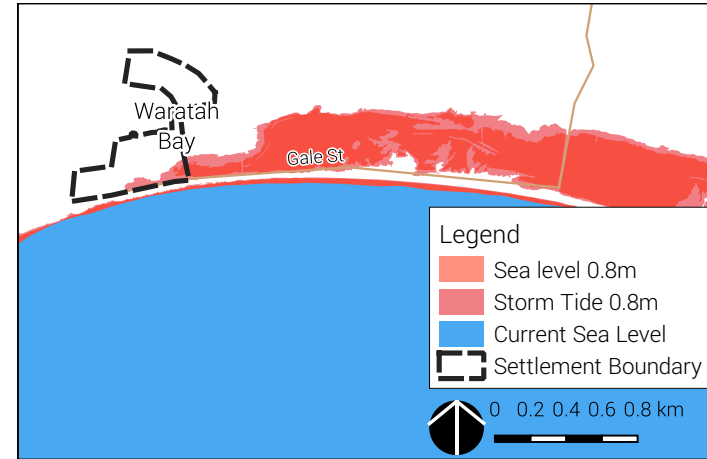 Waratah
Bay
Gale St
Legend
Sea level 0.8m
Storm Tide 0.8m
Current Sea Level
Settlement Boundary
0 0.2 0.4 0.6 0.8 km